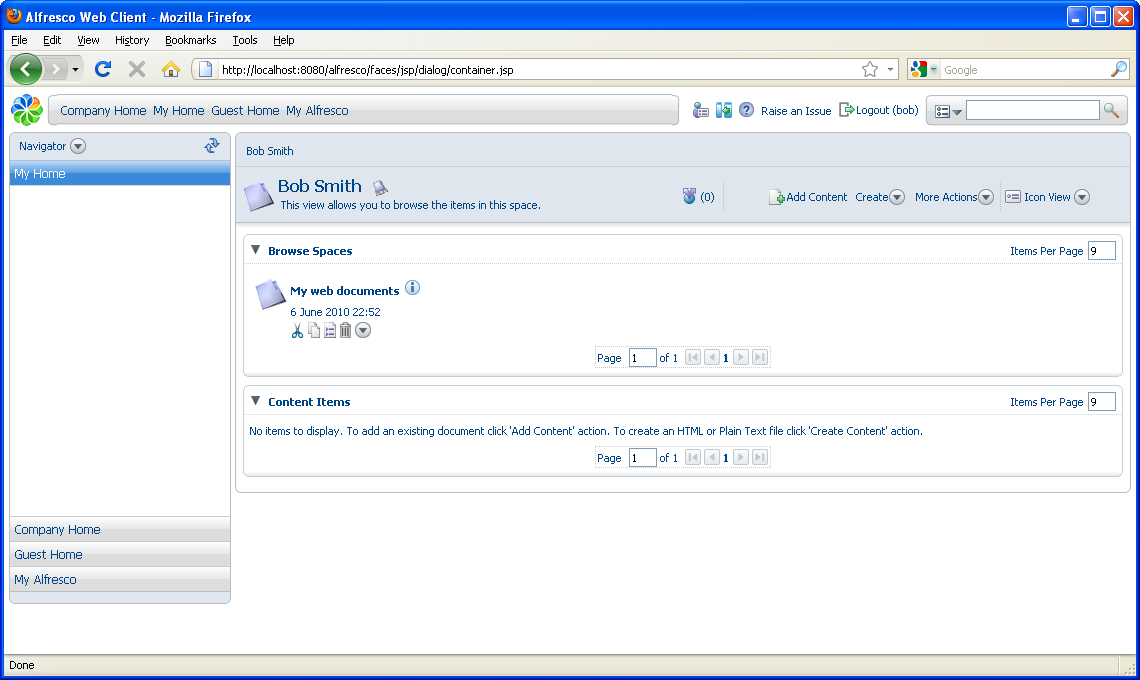 Alfresco Web Client - Mozilla Firefox
File Edit View History Bookmarks Tools Help
http://localhost:8080/alfresco/faces/jsp/dialog/container.jsp Google
Company Home My Home Guest Home My Alfresco Raise an Issue Logout (bob)
Navigator
My Home
Bob Smith
Bob Smith
This view allows you to browse the items in this space.
(0) Add Content Create More Actions Icon View
Browse Spaces Items Per Page 9
My web documents
6 June 2010 22:52
Page 1 of 1 1
Content Items Items Per Page 9
No items to display. To add an existing document click 'Add Content' action. To create an HTML or Plain Text file click 'Create Content' action.
Page 1 of 1 1
Company Home
Guest Home
My Alfresco
Done